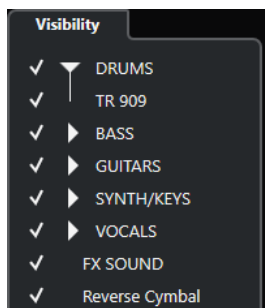 Visibility
DRUMS
TR 909
BASS
GUITARS
SYNTH/KEYS
VOCALS
FX SOUND
Reverse Cymbal